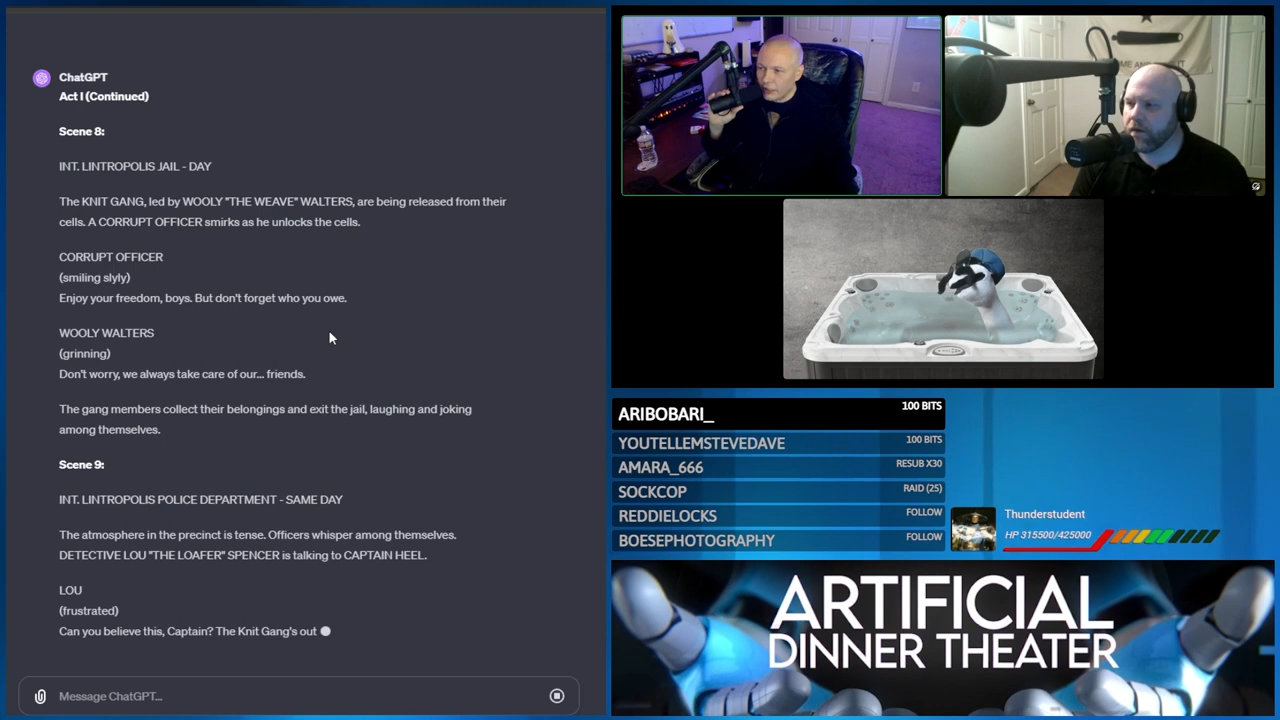 ChatGPT
Act I (Continued)
Scene 8:
INT. LINTROPOLIS JAIL - DAY
The KNIT GANG, led by WOOLY "THE WEAVE" WALTERS, are being released from their
cells. A CORRUPT OFFICER smirks as he unlocks the cells.
CORRUPT OFFICER
(smiling slyly)
Enjoy your freedom, boys. But don't forget who you owe.
WOOLY WALTERS
(grinning)
Don't worry, we always take care of our... friends.
The gang members collect their belongings and exit the jail, laughing and joking
among themselves.
Scene 9:
INT. LINTROPOLIS POLICE DEPARTMENT - SAME DAY
The atmosphere in the precinct is tense. Officers whisper among themselves.
DETECTIVE LOU "THE LOAFER" SPENCER is talking to CAPTAIN HEEL.
LOU
(frustrated)
Can you believe this, Captain? The Knit Gang's out
Message ChatGPT...
ARIBOBARI_ 100 BITS
YOUTELLEMSTEVEDAVE 100 BITS
AMARA_666 RESUB X30
SOCKCOP RAID (25)
REDDIELOCKS FOLLOW
BOESEPHOTOGRAPHY FOLLOW
Thunderstudent
HP 315500/425000
ARTIFICIAL
DINNER THEATER